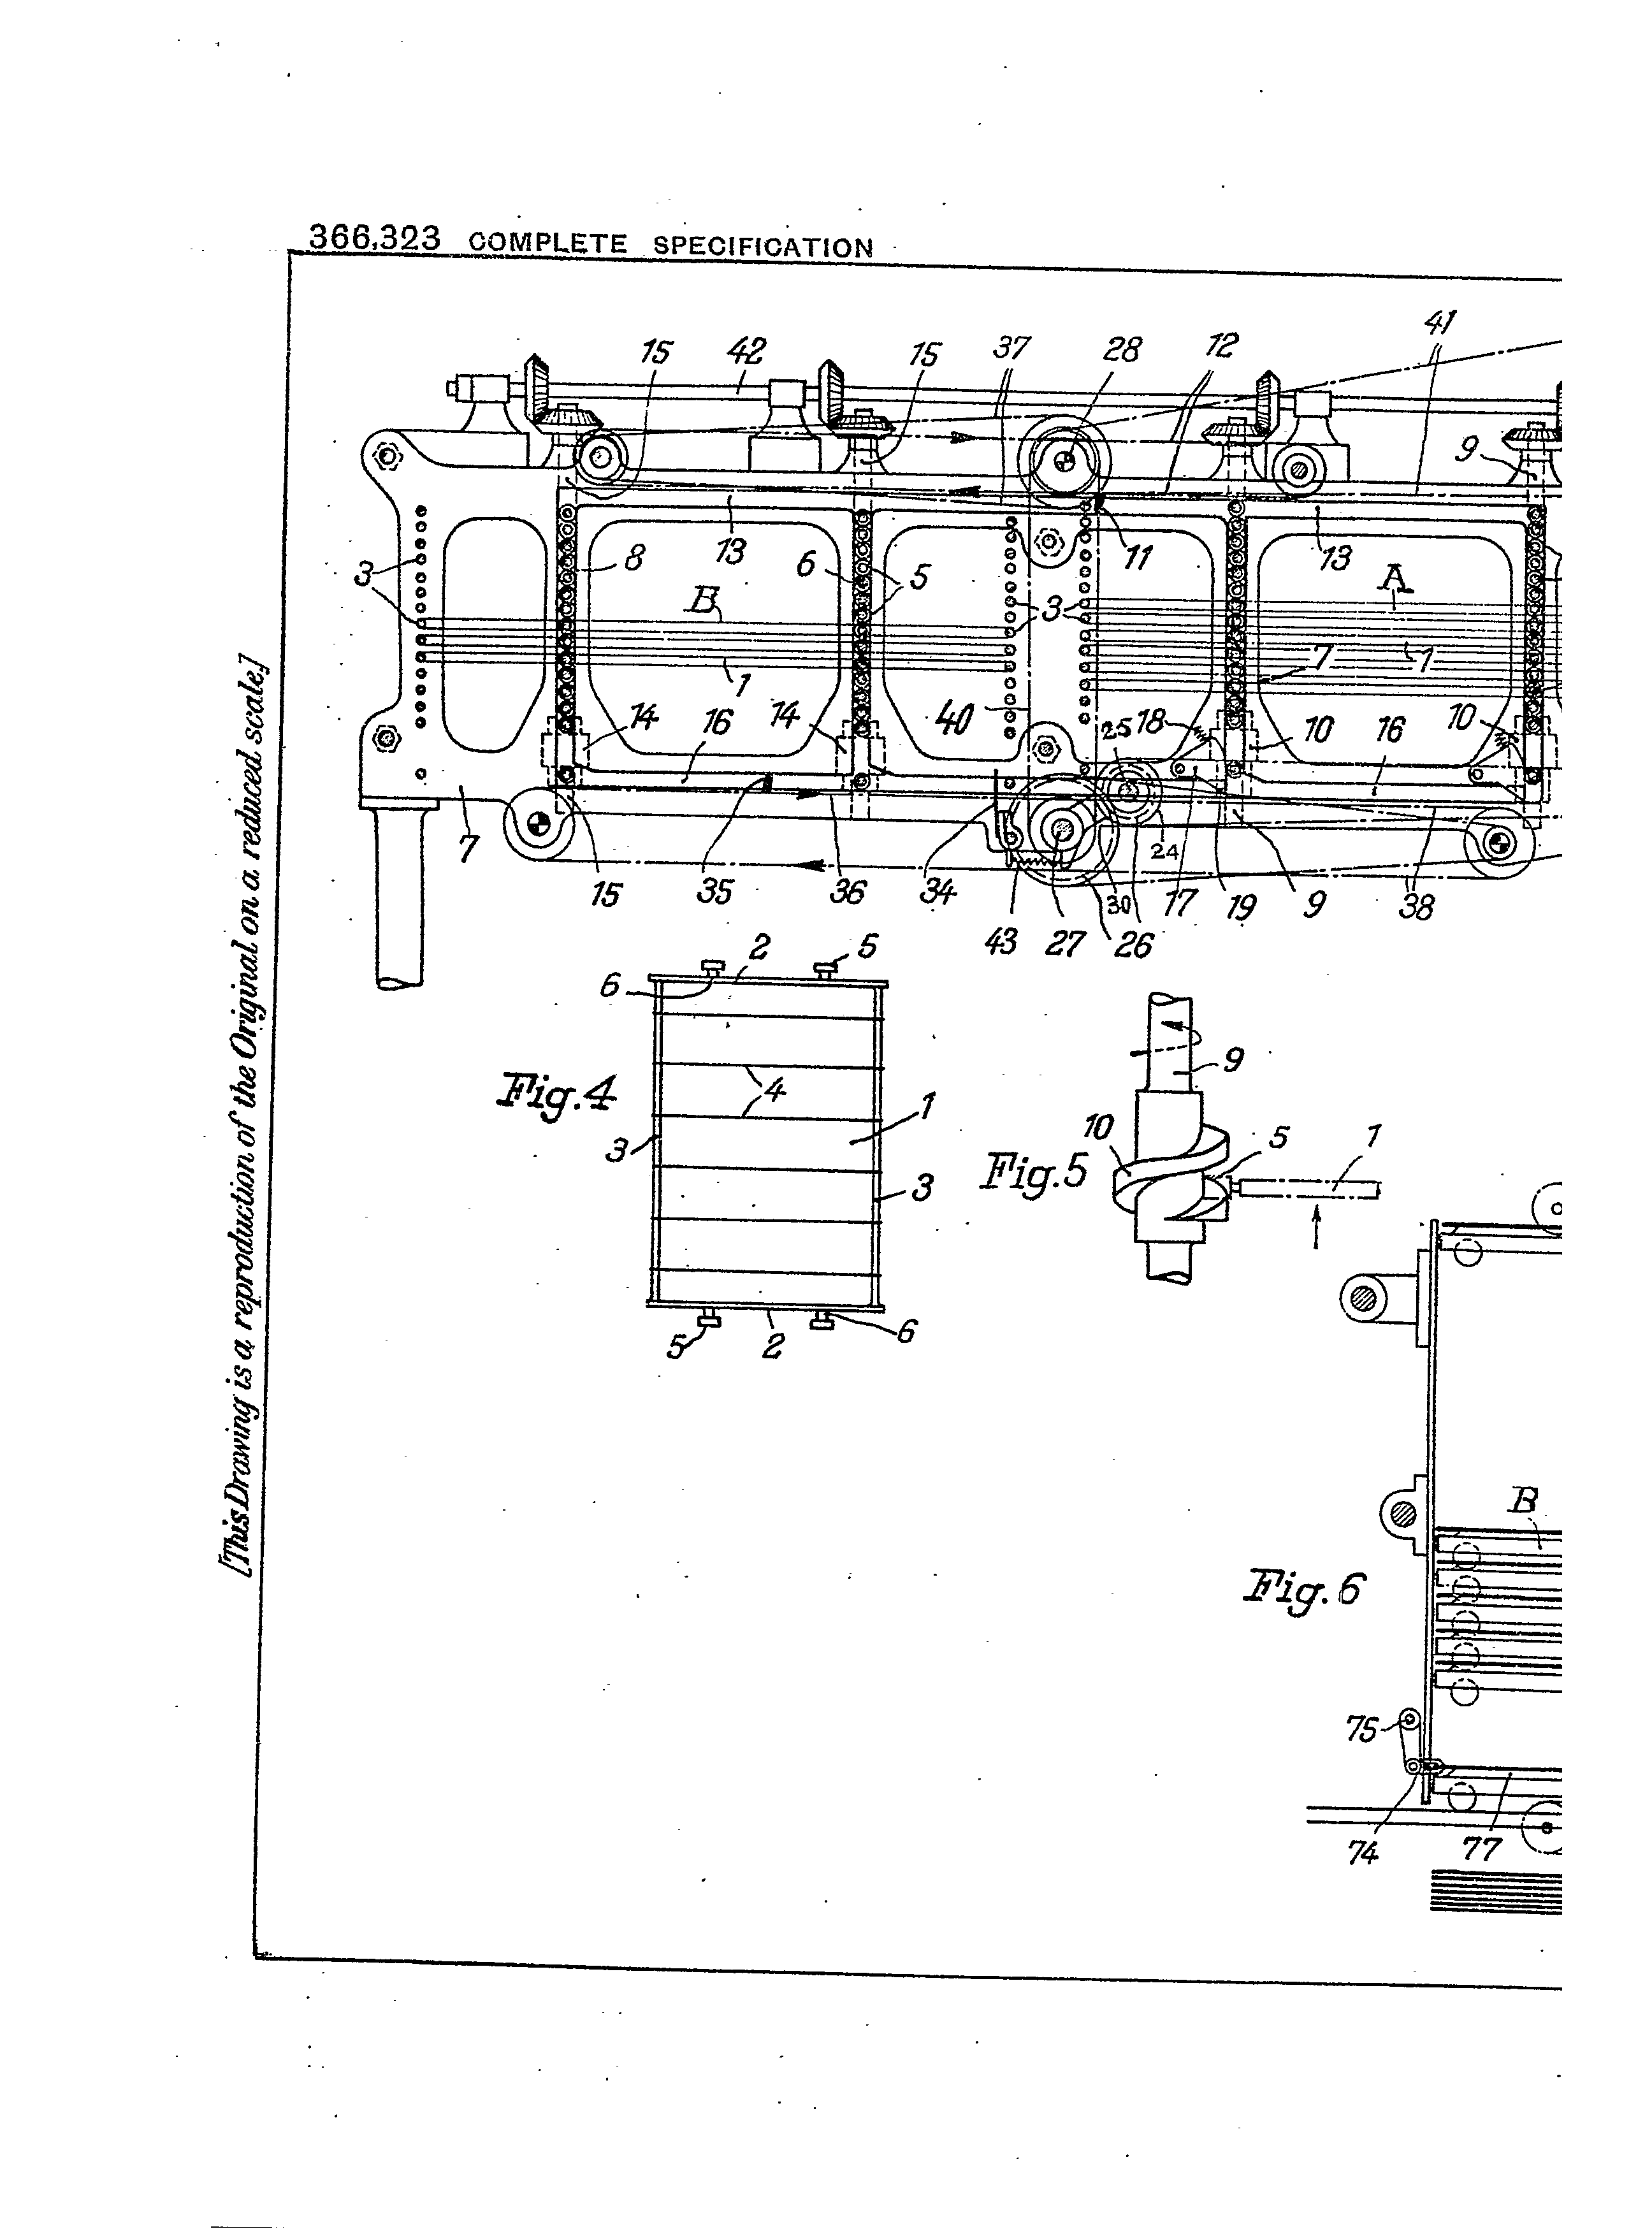 366,323 COMPLETE SPECIFICATION
[This Drawing is a reproduction of the Original on a reduced scale.]
41
15 42 15 37 28 12
9
3 13 8 6 5 11 13
B 3 A
1 7 1
14 16 14 40 25 18 10 16 10
7 24
15 35 36 34 30 17 19 9 38
43 27 26
2 5
6
Fig.4 4 9
3 1 10 5 1
Fig.5
3
5 2 6
B
Fig.6
75
74 77